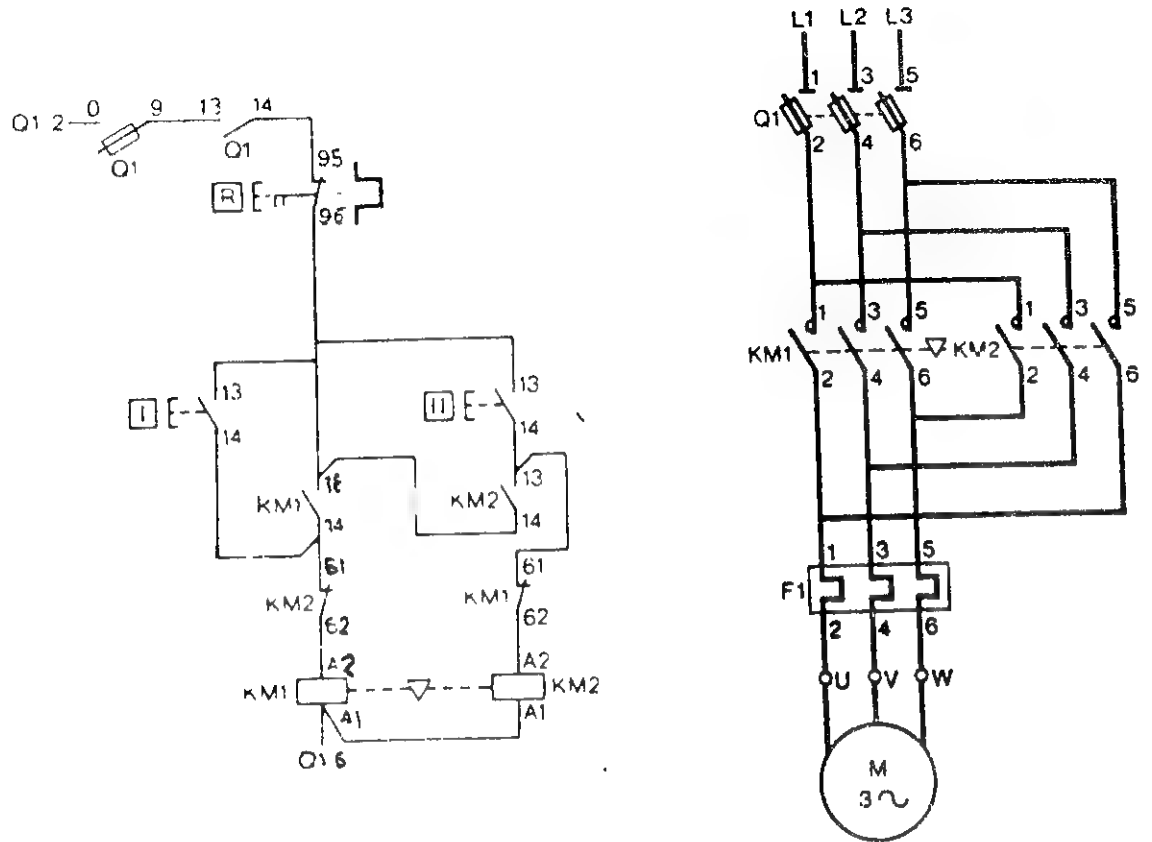 L1 L2 L3
1 3 5
Q1
2 4 6
Q1 2 0 9 13 14
Q1 Q1
95
R
96
1 3 5 1 3 5
KM1 KM2
2 4 6 2 4 6
13 13
I II
14 14
18 13
KM1 KM2
14 14
61 61
KM2 KM1
62 62
A2 A2
KM1 KM2
A1 A1
Q1 6
1 3 5
F1
2 4 6
U V W
M
3~